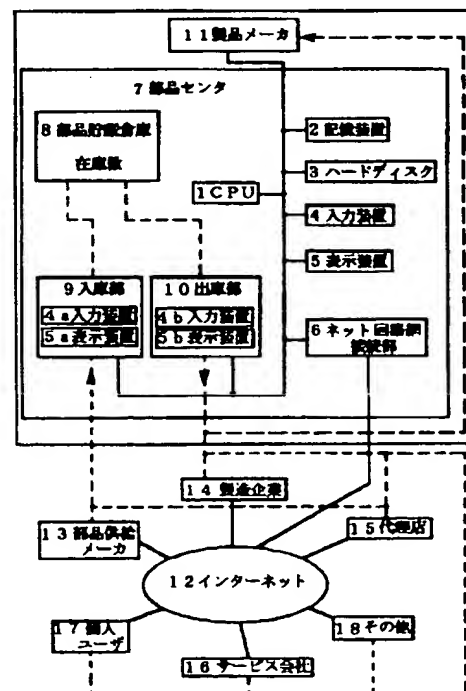 11製品メーカ
7部品センタ
8部品貯蔵倉庫
在庫数
2記憶装置
3ハードディスク
1CPU
4入力装置
5表示装置
9入庫部
4a入力装置
5a表示装置
10出庫部
4b入力装置
5b表示装置
6ネット回路網
接続部
14製造企業
13部品供給
メーカ
15代理店
12インターネット
17個人
ユーザ
18その他
16サービス会社